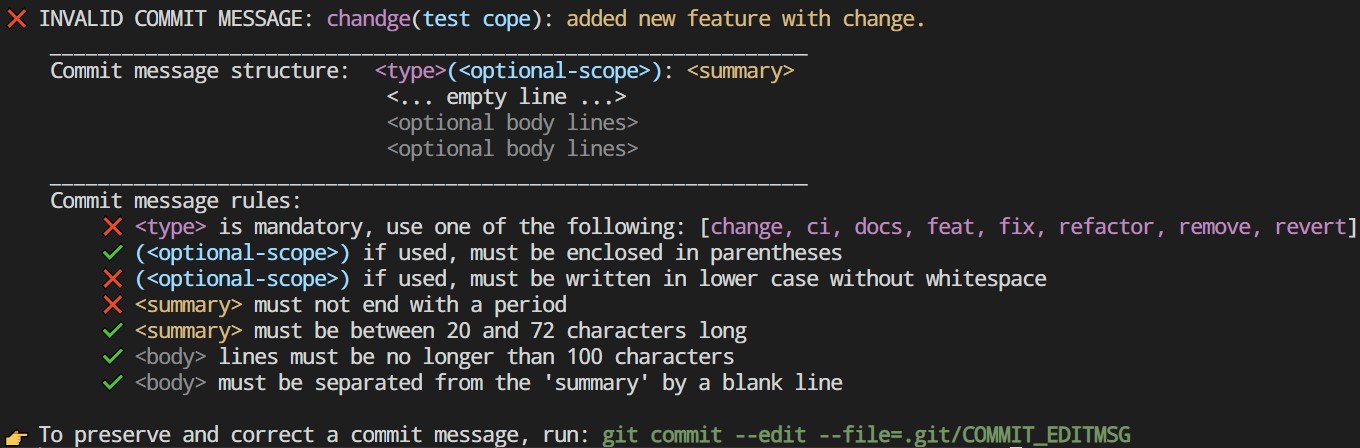 ❌ INVALID COMMIT MESSAGE: chandge(test cope): added new feature with change.
Commit message structure: <type>(<optional-scope>): <summary>
<... empty line ...>
<optional body lines>
<optional body lines>
Commit message rules:
❌ <type> is mandatory, use one of the following: [change, ci, docs, feat, fix, refactor, remove, revert]
✓ (<optional-scope>) if used, must be enclosed in parentheses
❌ (<optional-scope>) if used, must be written in lower case without whitespace
❌ <summary> must not end with a period
✓ <summary> must be between 20 and 72 characters long
✓ <body> lines must be no longer than 100 characters
✓ <body> must be separated from the 'summary' by a blank line
👉 To preserve and correct a commit message, run: git commit --edit --file=.git/COMMIT_EDITMSG